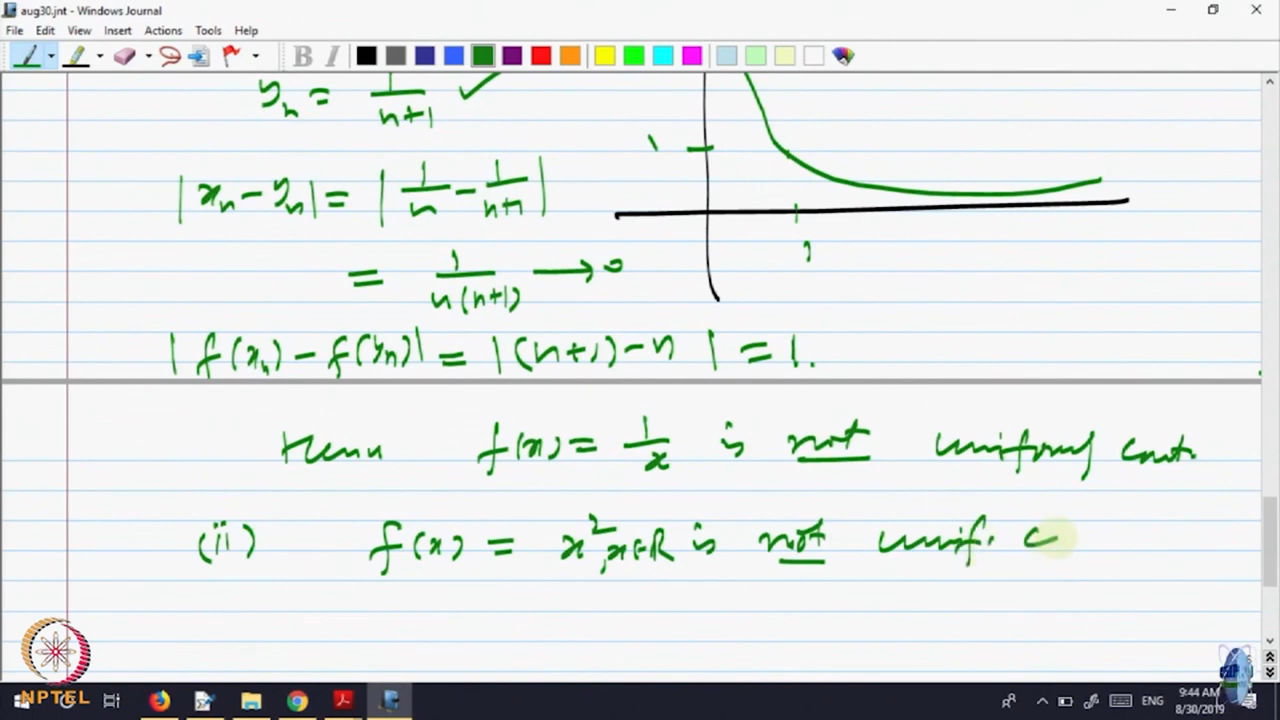 aug30.jnt - Windows Journal
File Edit View Insert Actions Tools Help
B I
yₙ = 1/(n+1) ✓
1
|xₙ - yₙ| = |1/n - 1/(n+1)|
1
= 1/(n(n+1)) → 0
|f(xₙ) - f(yₙ)| = |(n+1) - n| = 1.
Hence f(x) = 1/x is not uniformly cont.
(ii) f(x) = x², x∈R is not unif. c
NPTEL
ENG
9:44 AM
8/30/2019